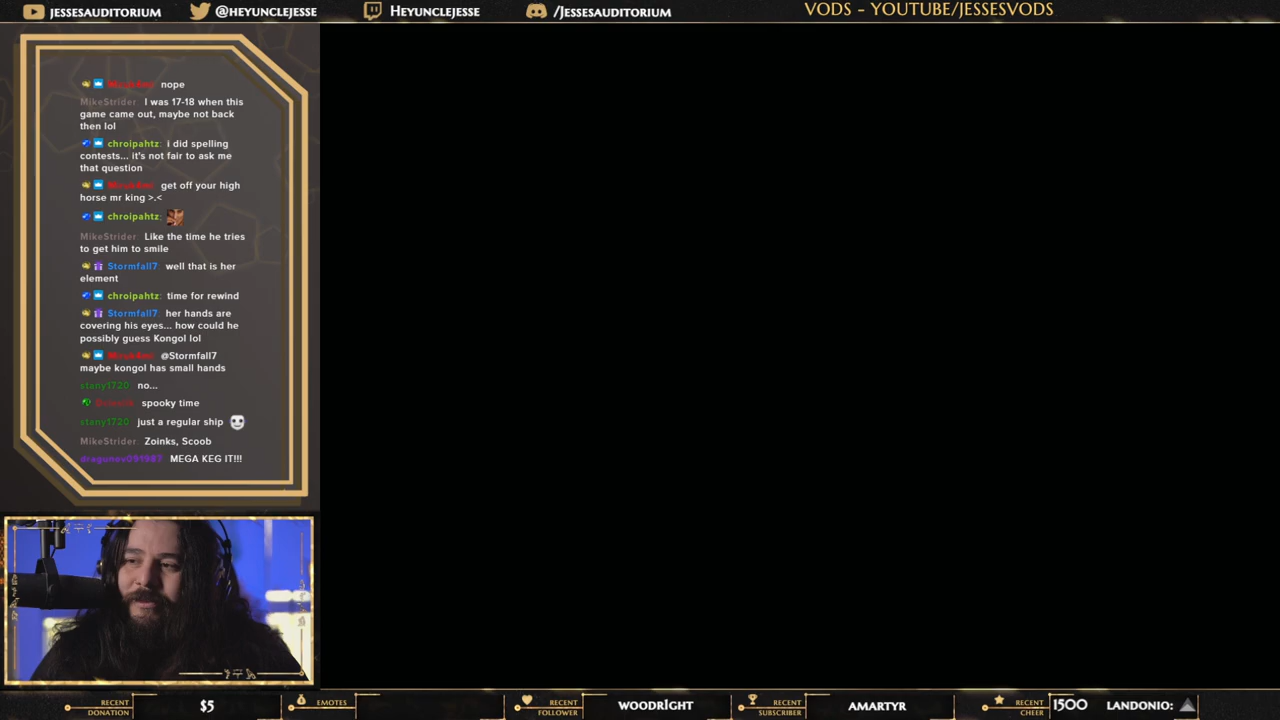 JESSESAUDITORIUM @HEYUNCLEJESSE HEYUNCLEJESSE /JESSESAUDITORIUM VODS - YOUTUBE/JESSESVODS
nope
MikeStrider: I was 17-18 when this
game came out, maybe not back
then lol
chroipahtz: i did spelling
contests... it's not fair to ask me
that question
get off your high
horse mr king >.<
chroipahtz:
MikeStrider: Like the time he tries
to get him to smile
Stormfall7: well that is her
element
chroipahtz: time for rewind
Stormfall7: her hands are
covering his eyes... how could he
possibly guess Kongol lol
@Stormfall7
maybe kongol has small hands
stany1720: no...
spooky time
stany1720: just a regular ship
MikeStrider: Zoinks, Scoob
dragunev091987: MEGA KEG IT!!!
RECENT
DONATION
$5
EMOTES
RECENT
FOLLOWER
WOODRIGHT
RECENT
SUBSCRIBER
AMARTYR
RECENT
CHEER
1500 LANDONIO: